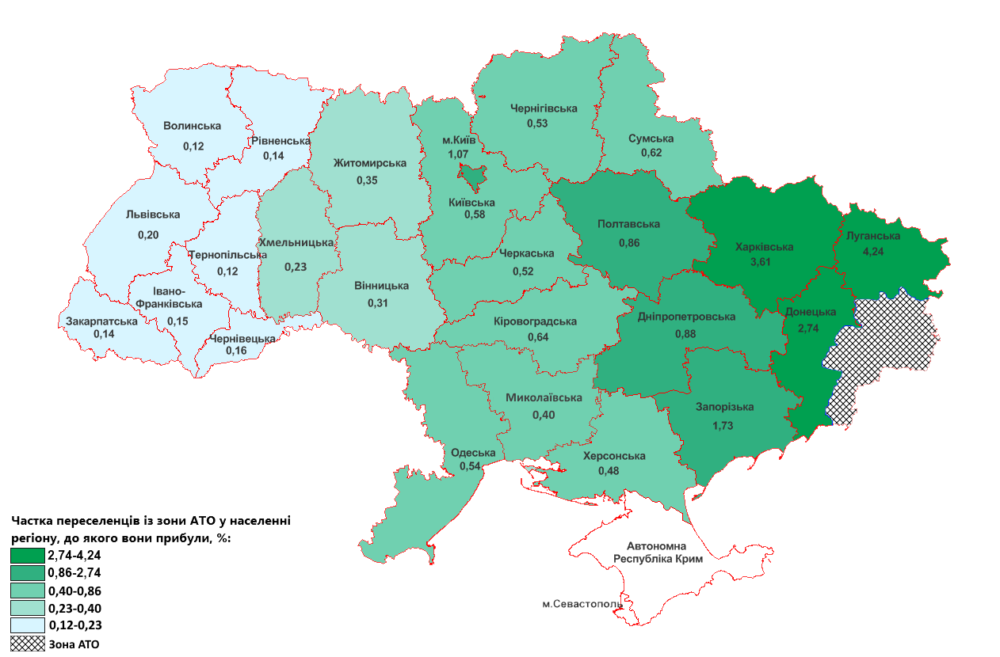 Чернігівська
0,53
Волинська
0,12
Рівненська
0,14
м.Київ
1,07
Сумська
0,62
Житомирська
0,35
Київська
0,58
Львівська
0,20
Полтавська
0,86
Луганська
4,24
Харківська
3,61
Хмельницька
0,23
Тернопільська
0,12
Черкаська
0,52
Вінницька
0,31
Івано-
Франківська
0,15
Закарпатська
0,14
Чернівецька
0,16
Кіровоградська
0,64
Дніпропетровська
0,88
Донецька
2,74
Миколаївська
0,40
Запорізька
1,73
Одеська
0,54
Херсонська
0,48
Автономна
Республіка Крим
м.Севастополь
Частка переселенців із зони АТО у населенні
регіону, до якого вони прибули, %:
2,74-4,24
0,86-2,74
0,40-0,86
0,23-0,40
0,12-0,23
Зона АТО